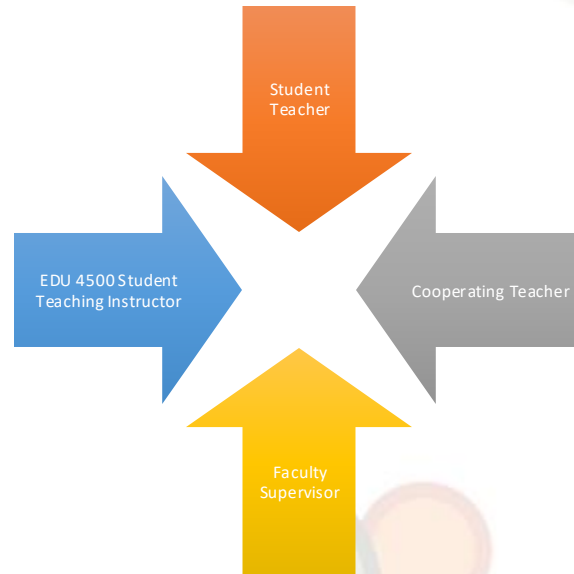 Student
Teacher
EDU 4500 Student
Teaching Instructor
Cooperating Teacher
Faculty
Supervisor